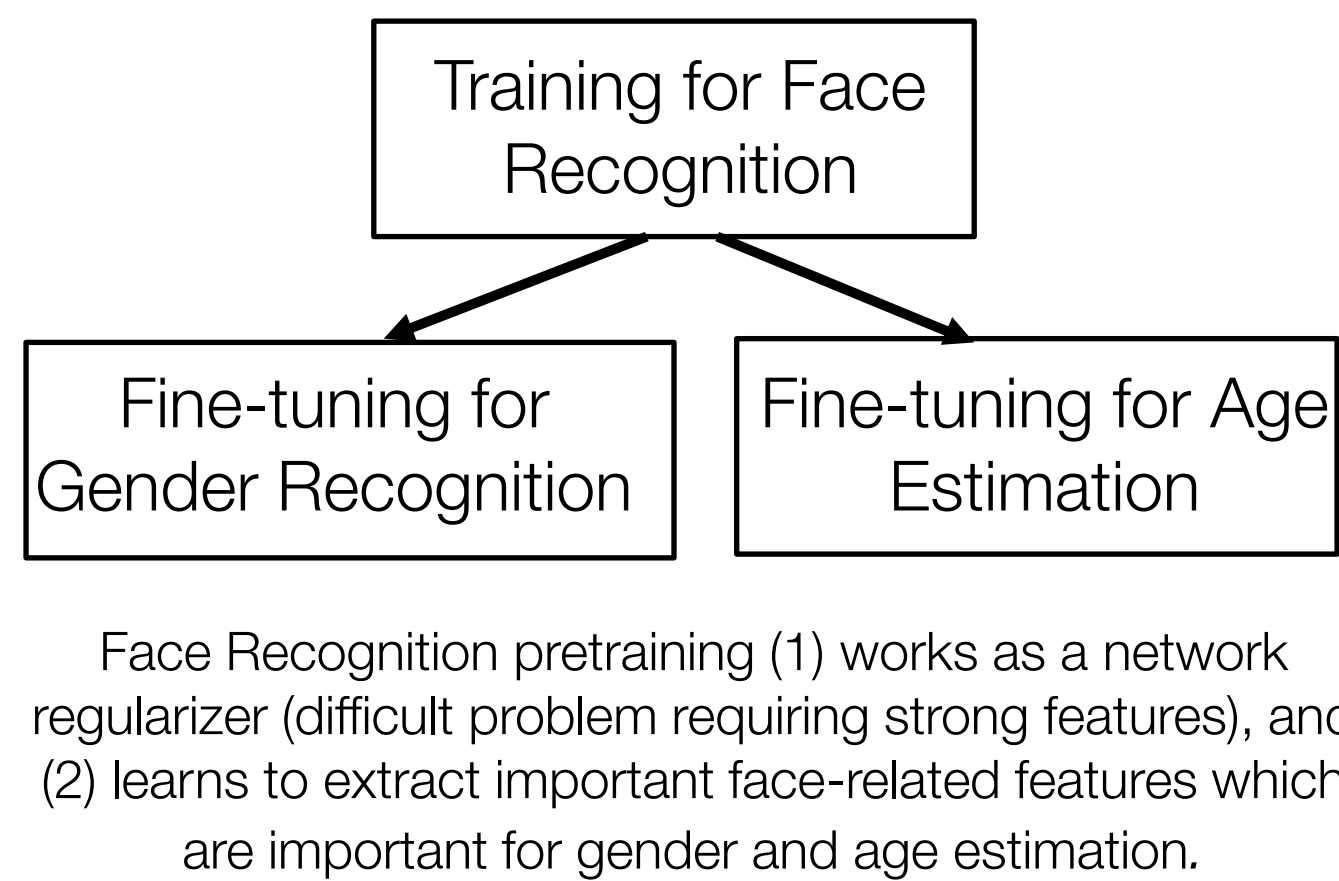 Training for Face
Recognition
Fine-tuning for
Gender Recognition
Fine-tuning for Age
Estimation
Face Recognition pretraining (1) works as a network
regularizer (difficult problem requiring strong features), and
(2) learns to extract important face-related features which
are important for gender and age estimation.